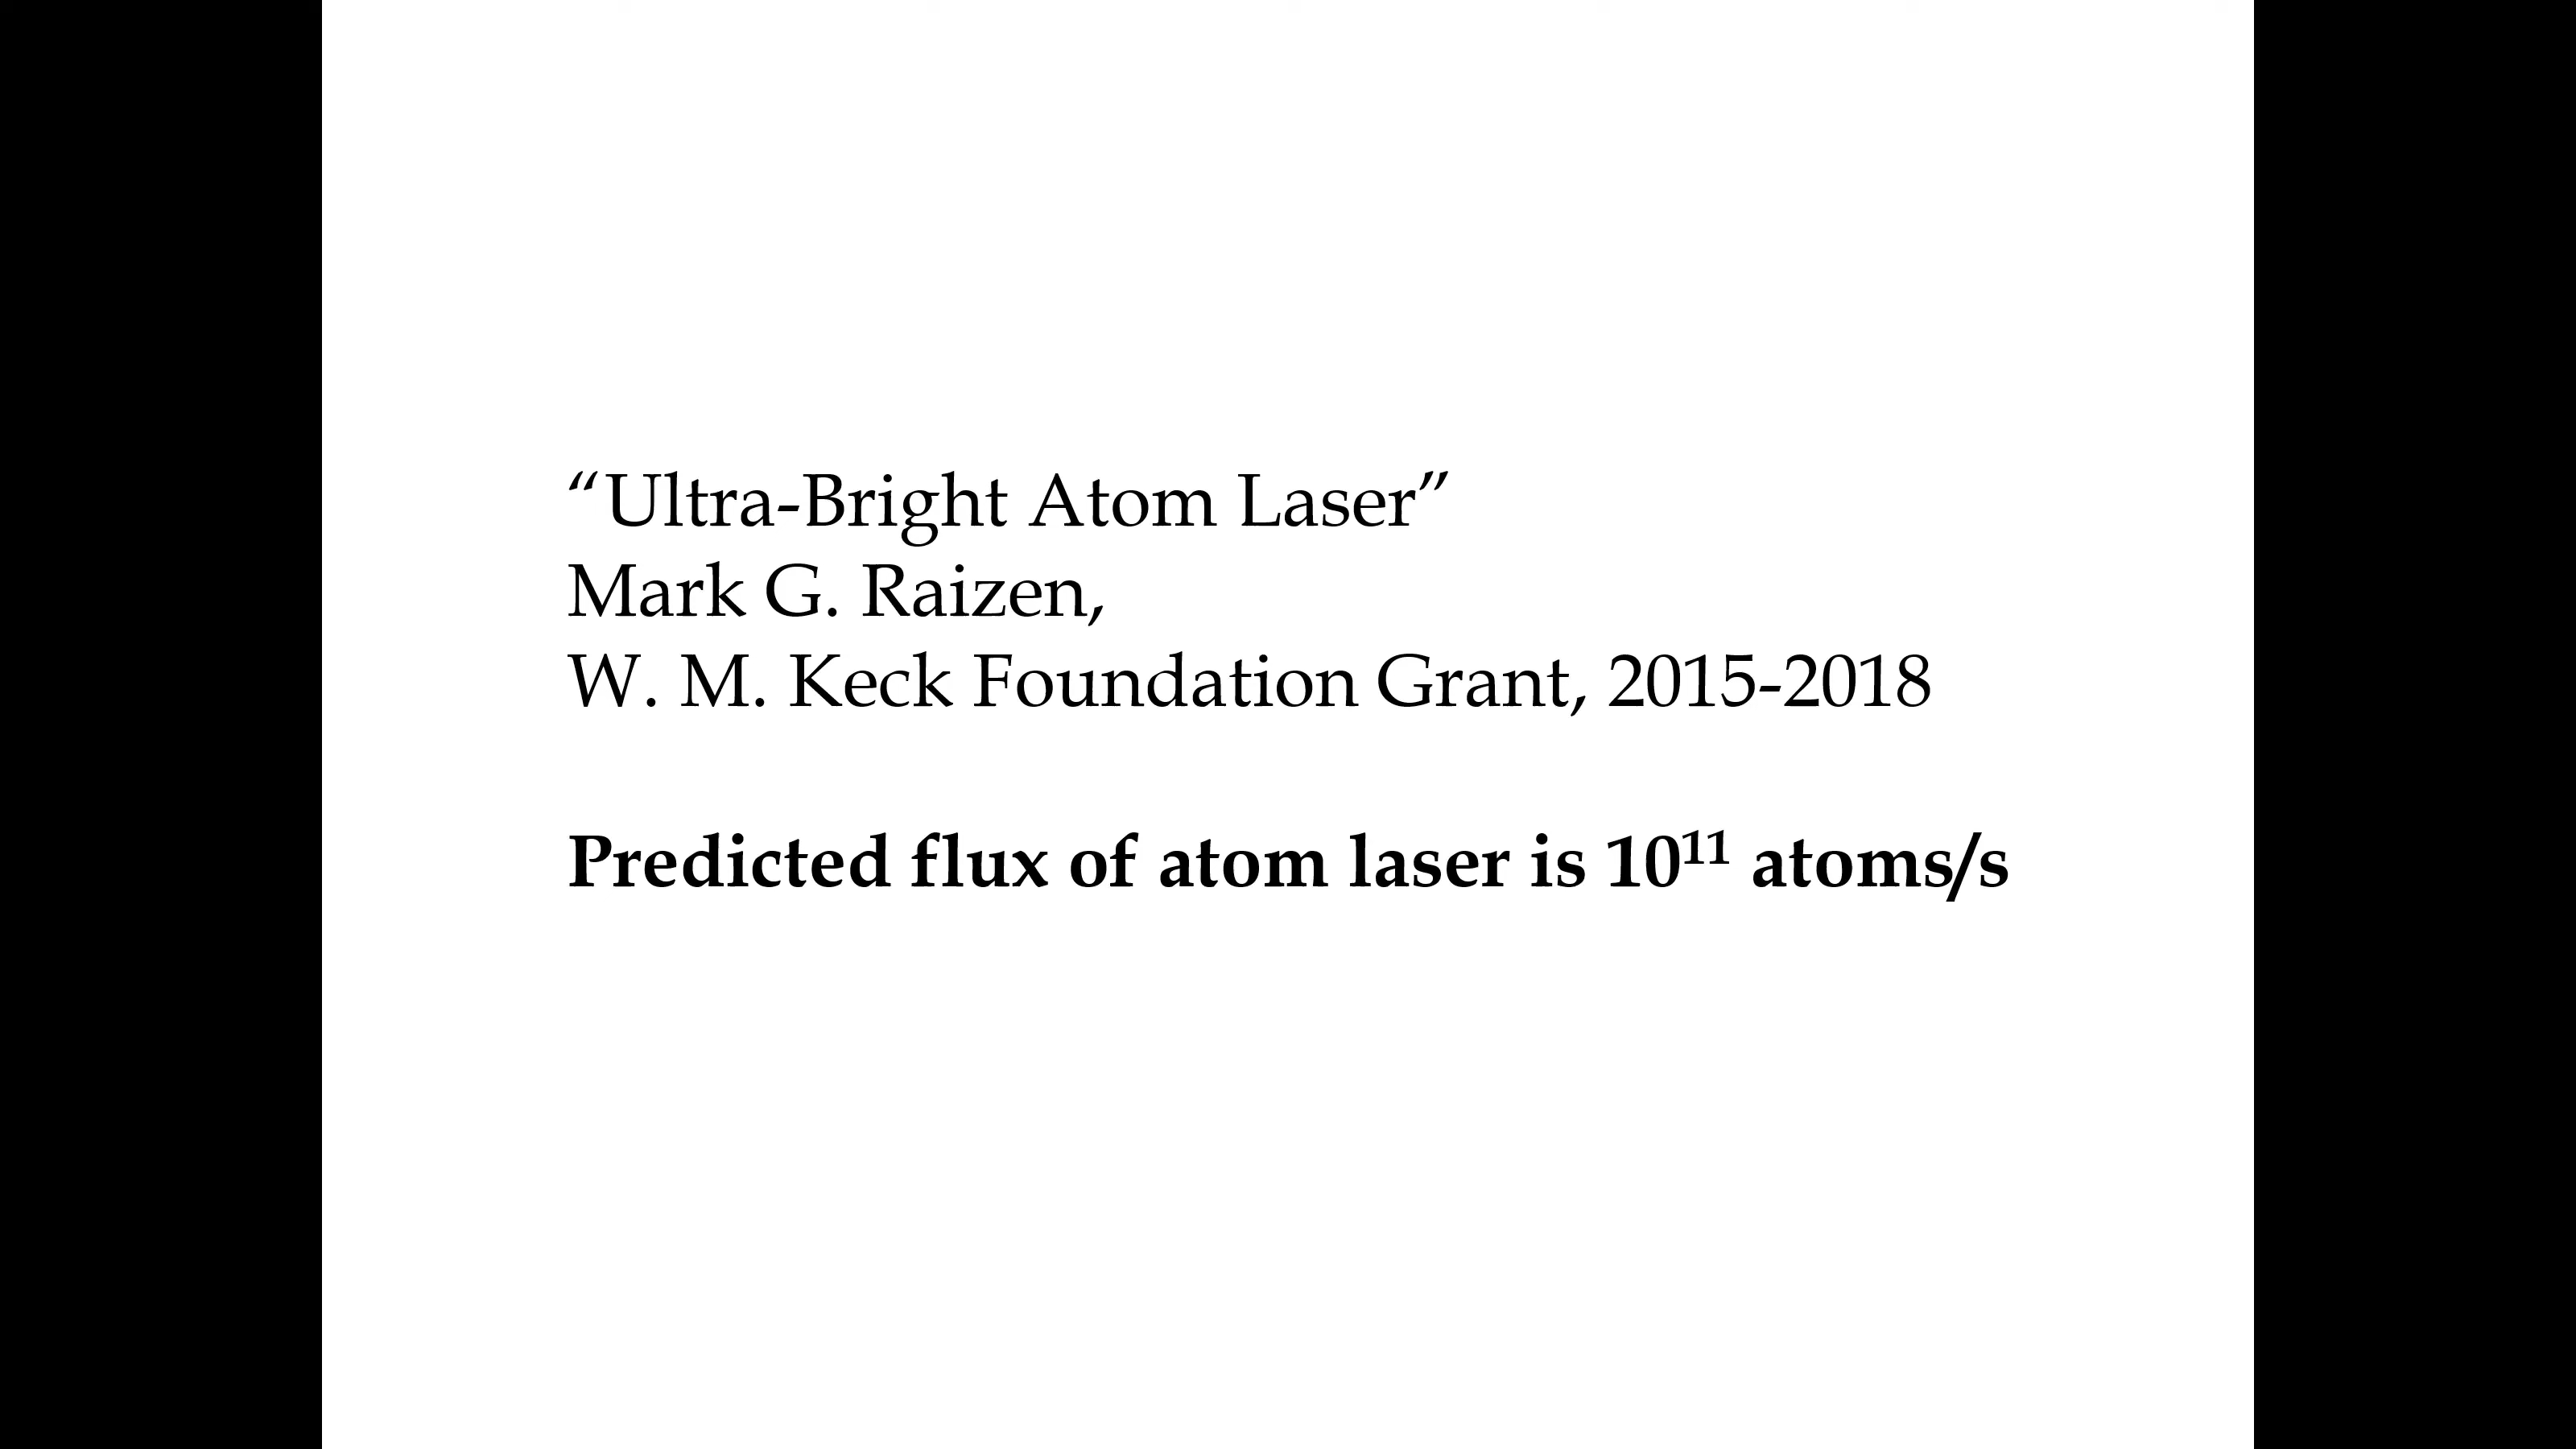 “Ultra-Bright Atom Laser”
Mark G. Raizen,
W. M. Keck Foundation Grant, 2015-2018
Predicted flux of atom laser is 10¹¹ atoms/s